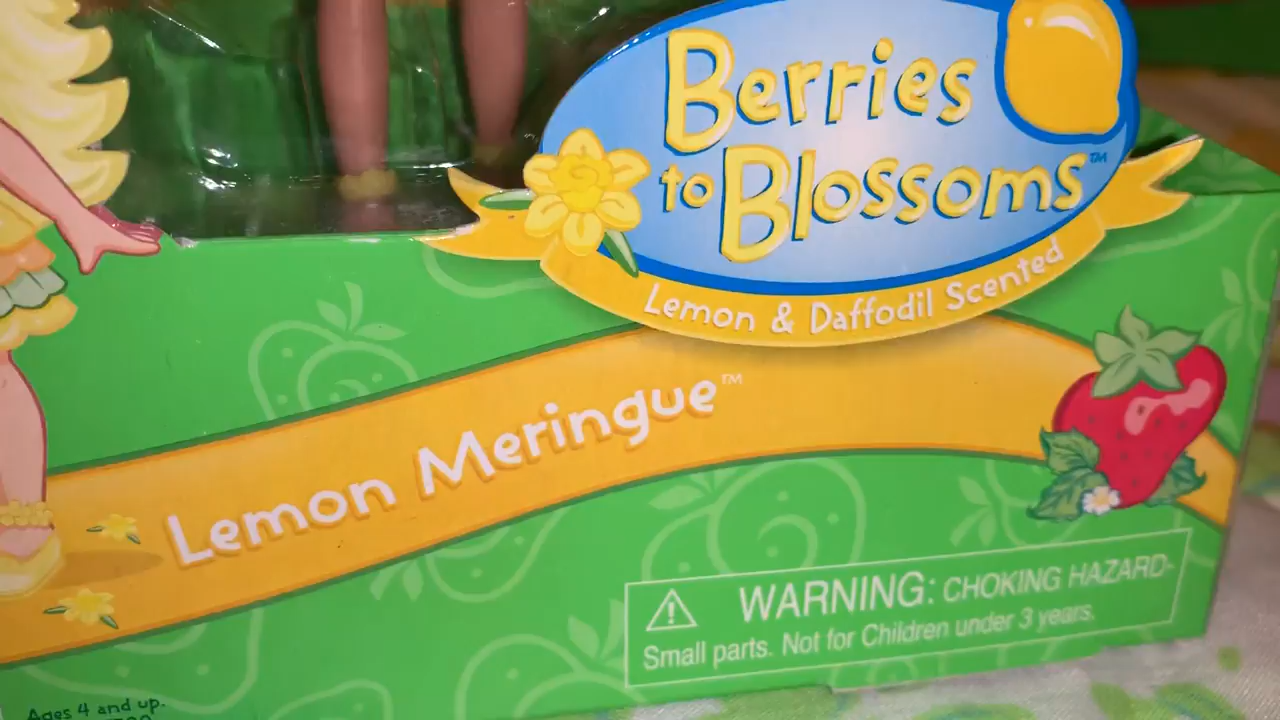 Berries
to Blossoms™
Lemon & Daffodil Scented
Lemon Meringue™
WARNING: CHOKING HAZARD-
Small parts. Not for Children under 3 years.
Ages 4 and up.